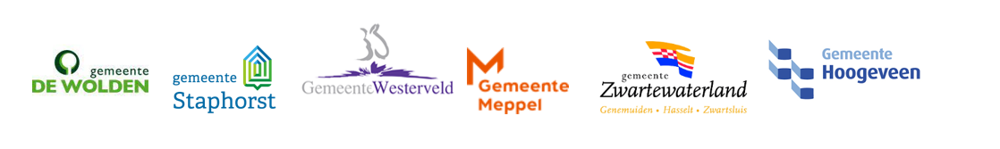 gemeente
DE WOLDEN
gemeente
Staphorst
GemeenteWesterveld
Gemeente
Meppel
gemeente
Zwartewaterland
Genemuiden • Hasselt • Zwartsluis
Gemeente
Hoogeveen